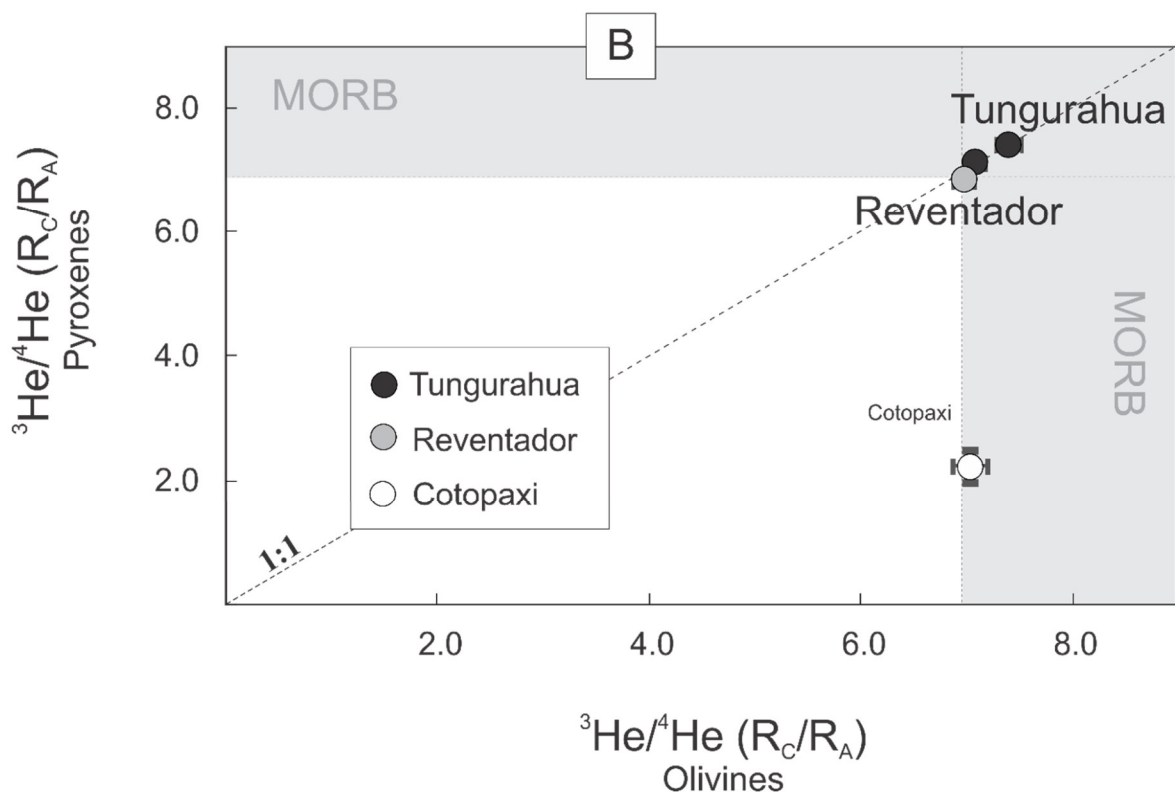 B
MORB
8.0
Tungurahua
6.0
Reventador
4.0
2.0
³He/⁴He (R_C/R_A)
Pyroxenes
Tungurahua
Reventador
Cotopaxi
Cotopaxi
MORB
1:1
2.0 4.0 6.0 8.0
³He/⁴He (R_C/R_A)
Olivines